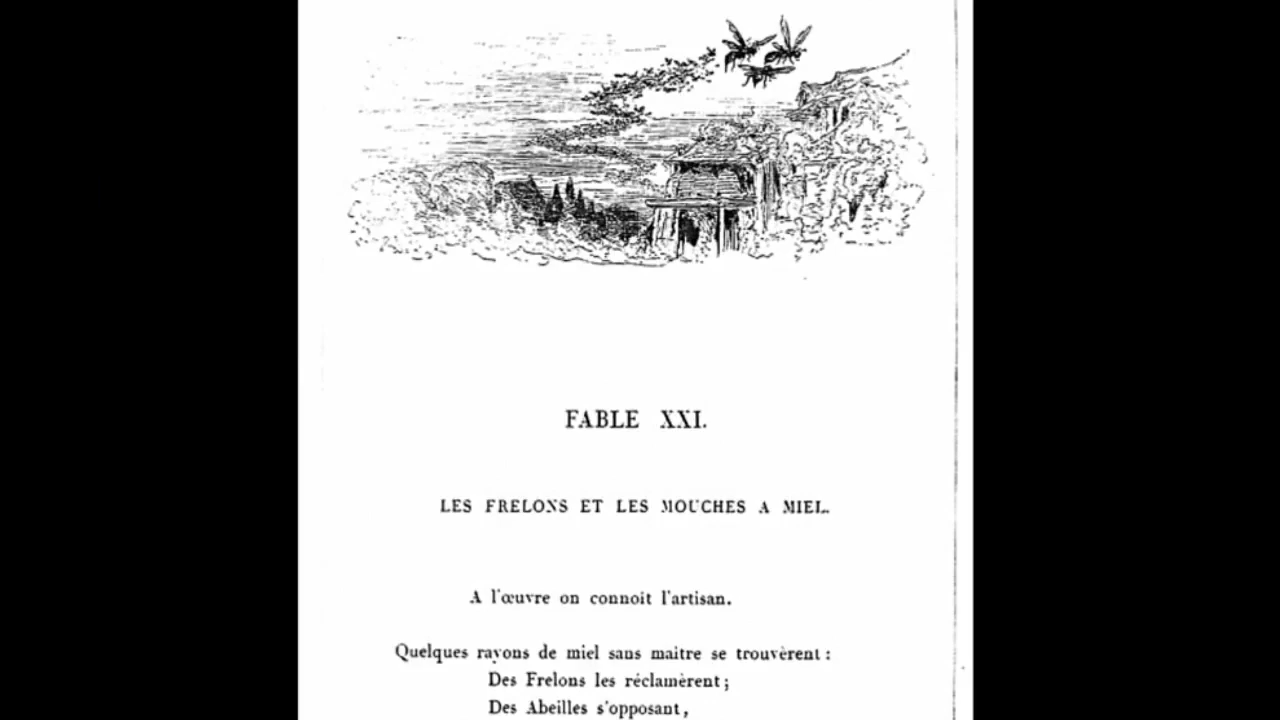 FABLE XXI.
LES FRELONS ET LES MOUCHES A MIEL.
A l'œuvre on connoit l'artisan.
Quelques rayons de miel sans maitre se trouvèrent :
Des Frelons les réclamèrent ;
Des Abeilles s'opposant,